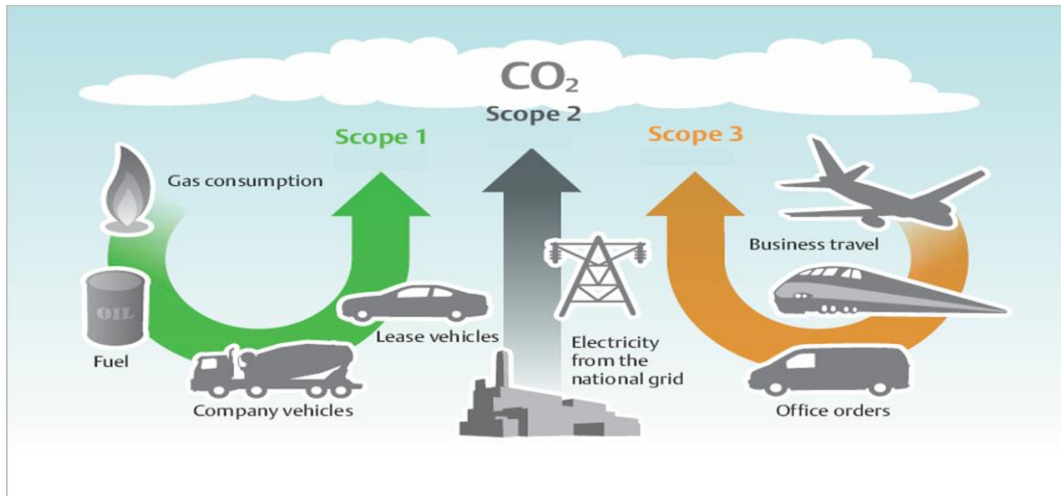 CO₂
Scope 2
Scope 1
Scope 3
Gas consumption
Business travel
OIL
Lease vehicles
Electricity
from the
national grid
Fuel
Company vehicles
Office orders